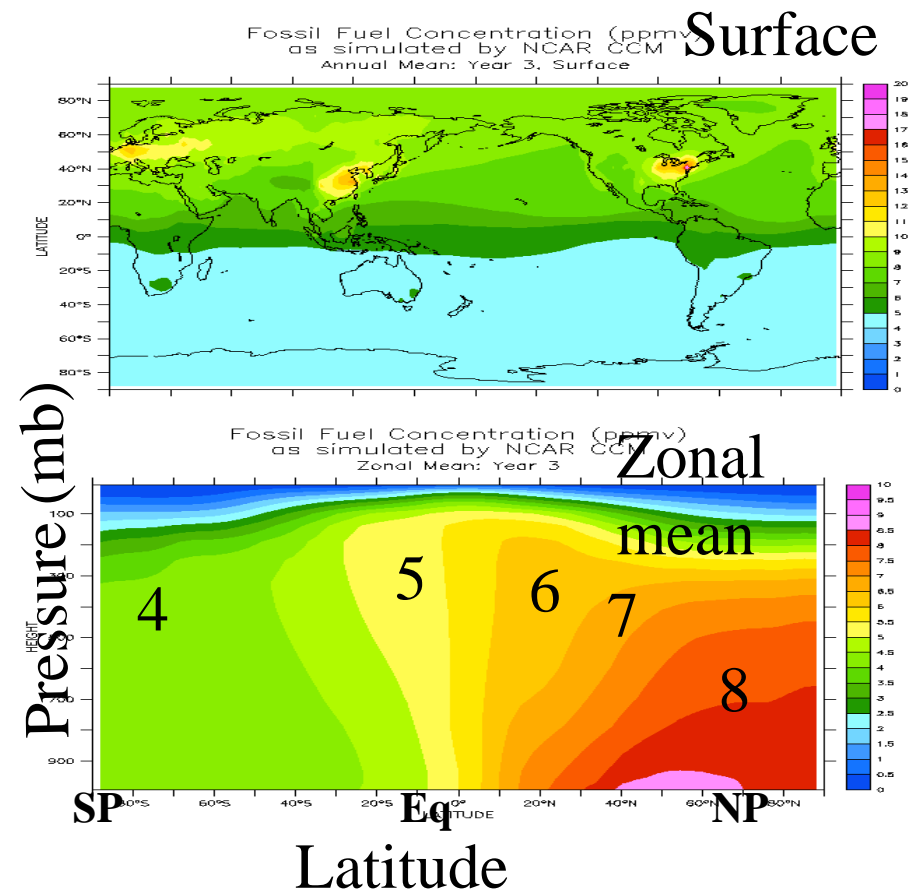 Fossil Fuel Concentration (ppmv)
Surface
as simulated by NCAR CCM
Annual Mean: Year 3, Surface
80°N
60°N
40°N
20°N
0°
20°S
40°S
60°S
80°S
LATITUDE
20
19
18
17
16
15
14
13
12
11
10
9
8
7
6
5
4
3
2
1
0
Fossil Fuel Concentration (ppmv)
as simulated by NCAR CCM
Zonal Mean: Year 3
Zonal
mean
Pressure (mb)
HEIGHT
100
300
700
900
4
5
6
7
8
10
9.5
9
8.5
8
7.5
7
6.5
6
5.5
5
4.5
4
3.5
3
2.5
2
1.5
1
0.5
0
SP 80°S 60°S 40°S 20°S Eq 0° 20°N 40°N 60°N NP 80°N
LATITUDE
Latitude